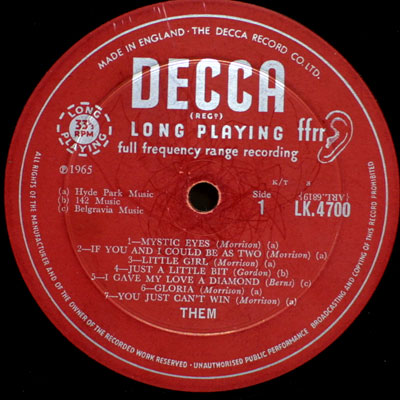 MADE IN ENGLAND · THE DECCA RECORD CO. LTD.
DECCA
(REGD)
LONG PLAYING
33⅓
RPM
LONG PLAYING ffrr
full frequency range recording
℗1965
K/T
(a) Hyde Park Music
(b) 142 Music
(c) Belgravia Music
Side
1
(ARL.6819)
LK.4700
1—MYSTIC EYES (Morrison) (a)
2—IF YOU AND I COULD BE AS TWO (Morrison) (a)
3—LITTLE GIRL (Morrison) (a)
4—JUST A LITTLE BIT (Gordon) (b)
5—I GAVE MY LOVE A DIAMOND (Berns) (c)
6—GLORIA (Morrison) (a)
7—YOU JUST CAN'T WIN (Morrison) (a)
THEM
ALL RIGHTS OF THE MANUFACTURER AND OF THE OWNER OF THE RECORDED WORK RESERVED · UNAUTHORISED PUBLIC PERFORMANCE BROADCASTING AND COPYING OF THIS RECORD PROHIBITED